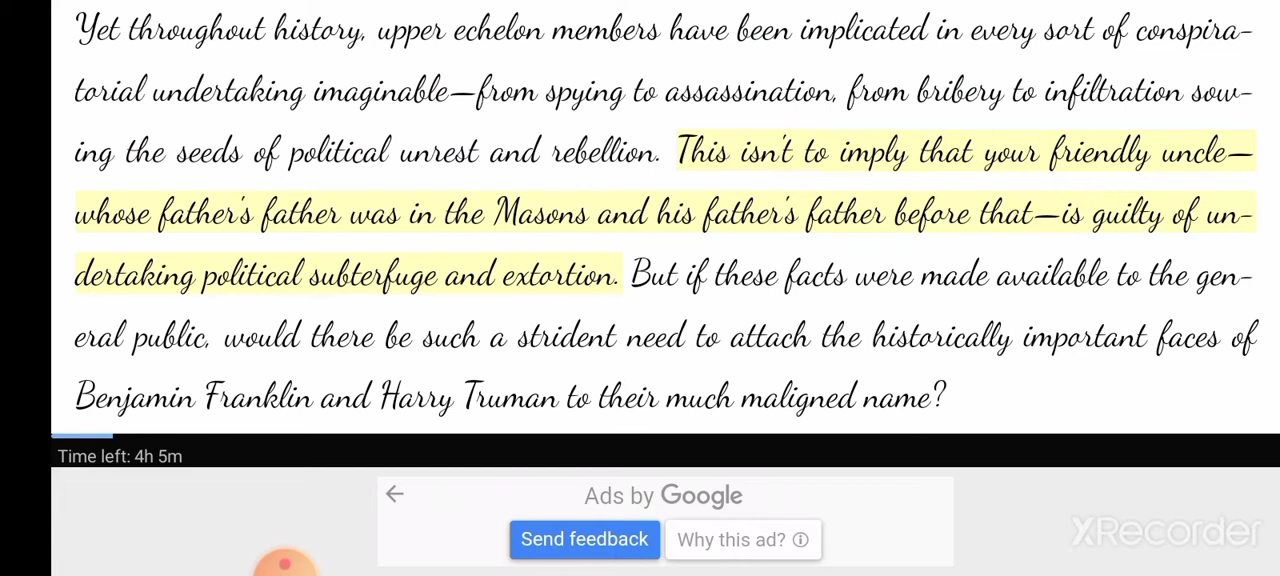 Yet throughout history, upper echelon members have been implicated in every sort of conspira-
torial undertaking imaginable—from spying to assassination, from bribery to infiltration sow-
ing the seeds of political unrest and rebellion. This isn't to imply that your friendly uncle—
whose father's father was in the Masons and his father's father before that—is guilty of un-
dertaking political subterfuge and extortion. But if these facts were made available to the gen-
eral public, would there be such a strident need to attach the historically important faces of
Benjamin Franklin and Harry Truman to their much maligned name?
Time left: 4h 5m
Ads by Google
Send feedback
Why this ad?
XRecorder